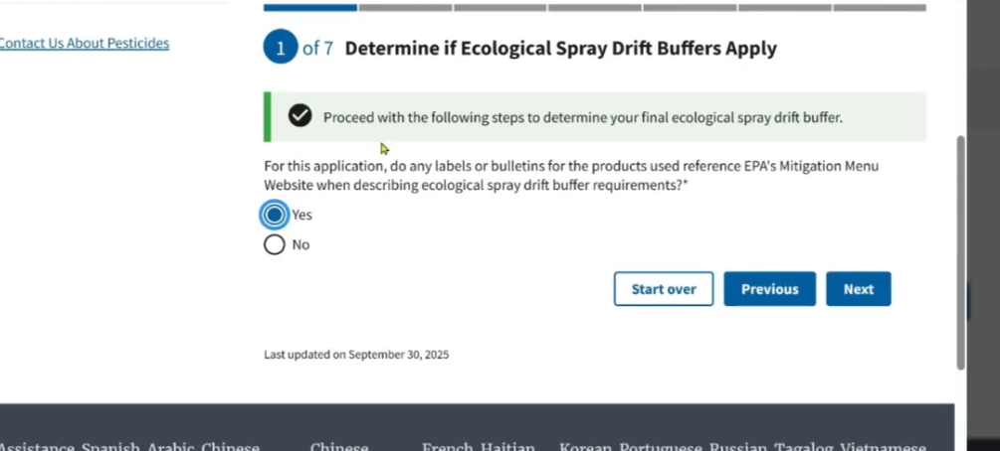 Contact Us About Pesticides
1 of 7 Determine if Ecological Spray Drift Buffers Apply
Proceed with the following steps to determine your final ecological spray drift buffer.
For this application, do any labels or bulletins for the products used reference EPA's Mitigation Menu
Website when describing ecological spray drift buffer requirements?*
Yes
No
Start over Previous Next
Last updated on September 30, 2025
Assistance Spanish Arabic Chinese Chinese French Haitian Korean Portuguese Russian Tagalog Vietnamese